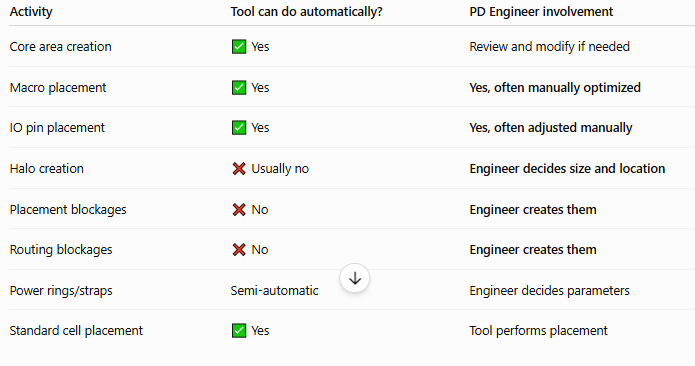 Activity Tool can do automatically? PD Engineer involvement
Core area creation ✅ Yes Review and modify if needed
Macro placement ✅ Yes Yes, often manually optimized
IO pin placement ✅ Yes Yes, often adjusted manually
Halo creation ❌ Usually no Engineer decides size and location
Placement blockages ❌ No Engineer creates them
Routing blockages ❌ No Engineer creates them
Power rings/straps Semi-automatic Engineer decides parameters
Standard cell placement ✅ Yes Tool performs placement